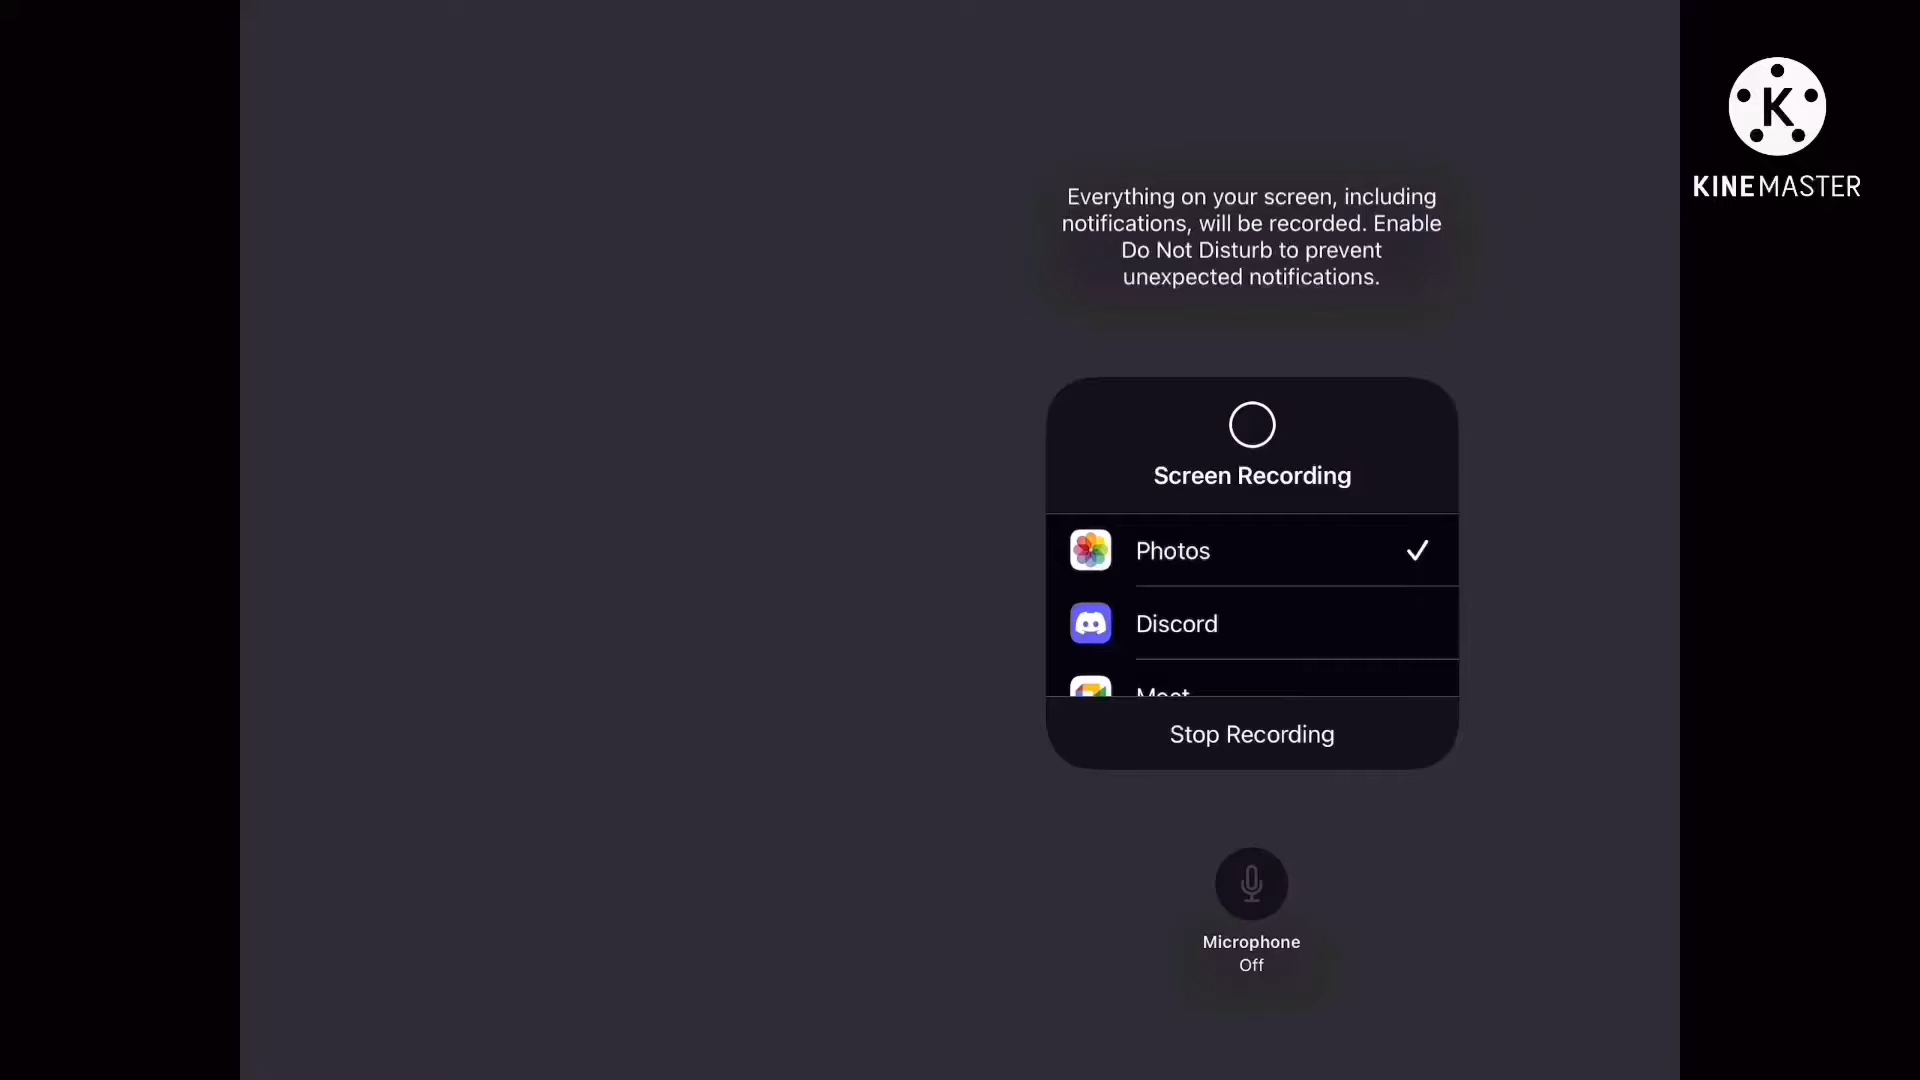 K
KINEMASTER
Everything on your screen, including
notifications, will be recorded. Enable
Do Not Disturb to prevent
unexpected notifications.
Screen Recording
Photos
Discord
Meet
Stop Recording
Microphone
Off